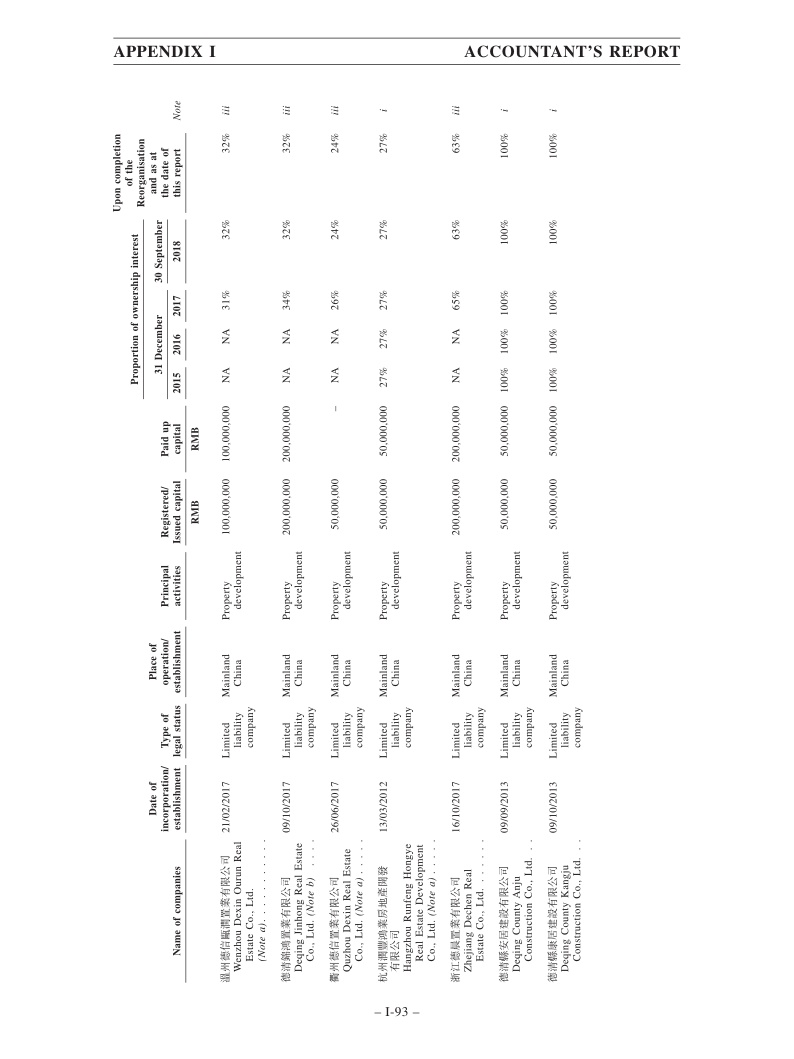 APPENDIX I
ACCOUNTANT'S REPORT
Proportion of ownership interest
Upon completion
of the
Reorganisation
and as at
the date of
this report
31 December
30 September
Name of companies
Date of
incorporation/
establishment
Type of
legal status
Place of
operation/
establishment
Principal
activities
Registered/
Issued capital
Paid up
capital
2015
2016
2017
2018
Note
RMB
RMB
溫州德信甌潤置業有限公司
Wenzhou Dexin Ourun Real
Estate Co., Ltd.
(Note a). . . . . . . . . . . .
21/02/2017
Limited
liability
company
Mainland
China
Property
development
100,000,000
100,000,000
NA
NA
31%
32%
32%
iii
德清錦鴻置業有限公司
Deqing Jinhong Real Estate
Co., Ltd. (Note b) . . . .
09/10/2017
Limited
liability
company
Mainland
China
Property
development
200,000,000
200,000,000
NA
NA
34%
32%
32%
iii
衢州德信置業有限公司
Quzhou Dexin Real Estate
Co., Ltd. (Note a) . . . . .
26/06/2017
Limited
liability
company
Mainland
China
Property
development
50,000,000
–
NA
NA
26%
24%
24%
iii
杭州潤豐鴻業房地產開發
有限公司
Hangzhou Runfeng Hongye
Real Estate Development
Co., Ltd. (Note a) . . . . .
13/03/2012
Limited
liability
company
Mainland
China
Property
development
50,000,000
50,000,000
27%
27%
27%
27%
27%
i
浙江德晨置業有限公司
Zhejiang Dechen Real
Estate Co., Ltd. . . . . . . .
16/10/2017
Limited
liability
company
Mainland
China
Property
development
200,000,000
200,000,000
NA
NA
65%
63%
63%
iii
德清縣安居建設有限公司
Deqing County Anju
Construction Co., Ltd. . .
09/09/2013
Limited
liability
company
Mainland
China
Property
development
50,000,000
50,000,000
100%
100%
100%
100%
100%
i
德清縣康居建設有限公司
Deqing County Kangju
Construction Co., Ltd. . .
09/10/2013
Limited
liability
company
Mainland
China
Property
development
50,000,000
50,000,000
100%
100%
100%
100%
100%
i
– I-93 –